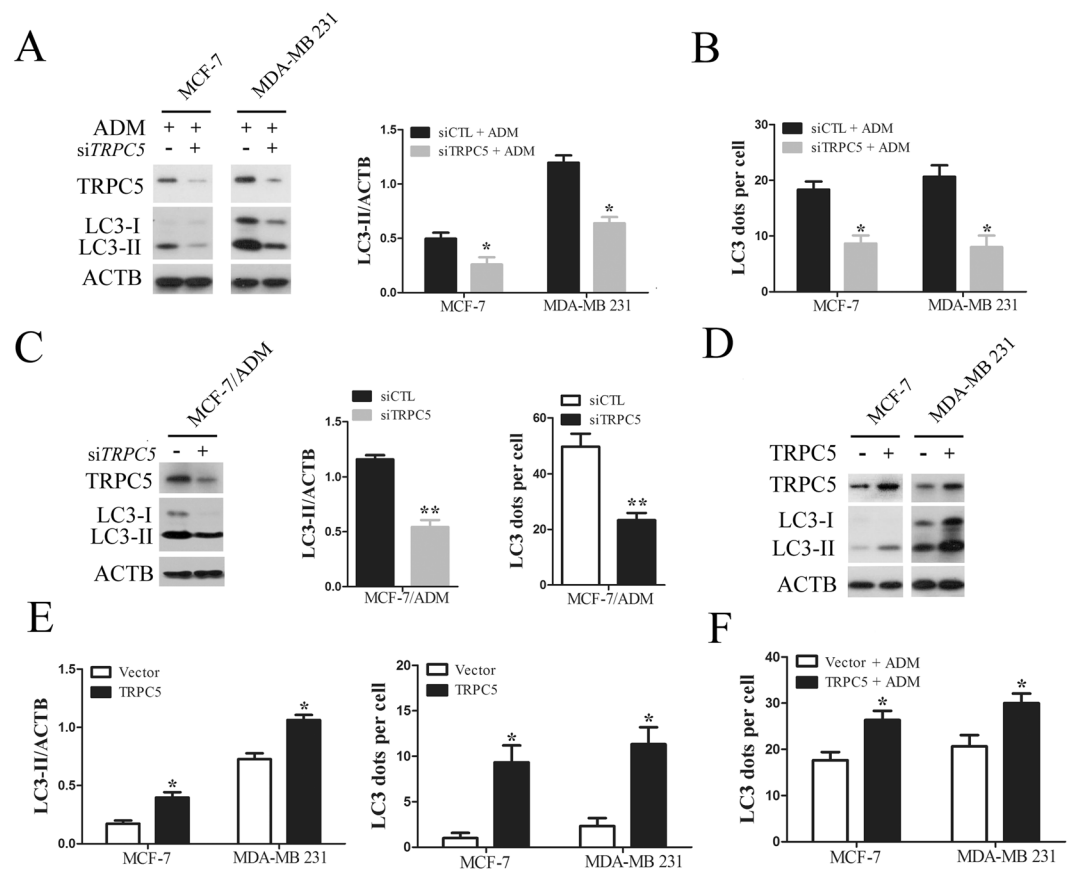 A
MCF-7
MDA-MB 231
ADM + + + +
siTRPC5 - + - +
TRPC5
LC3-I
LC3-II
ACTB
siCTL + ADM
siTRPC5 + ADM
LC3-II/ACTB
1.5
1.0
0.5
0.0
*
*
MCF-7
MDA-MB 231
B
siCTL + ADM
siTRPC5 + ADM
LC3 dots per cell
30
20
10
0
*
*
MCF-7
MDA-MB 231
C
MCF-7/ADM
siTRPC5 - +
TRPC5
LC3-I
LC3-II
ACTB
siCTL
siTRPC5
LC3-II/ACTB
1.5
1.0
0.5
0.0
**
MCF-7/ADM
siCTL
siTRPC5
LC3 dots per cell
60
40
20
0
**
MCF-7/ADM
D
MCF-7
MDA-MB 231
TRPC5 - + - +
TRPC5
LC3-I
LC3-II
ACTB
E
Vector
TRPC5
LC3-II/ACTB
1.5
1.0
0.5
0.0
*
*
MCF-7
MDA-MB 231
Vector
TRPC5
LC3 dots per cell
20
15
10
5
0
*
*
MCF-7
MDA-MB 231
F
Vector + ADM
TRPC5 + ADM
LC3 dots per cell
40
30
20
10
0
*
*
MCF-7
MDA-MB 231